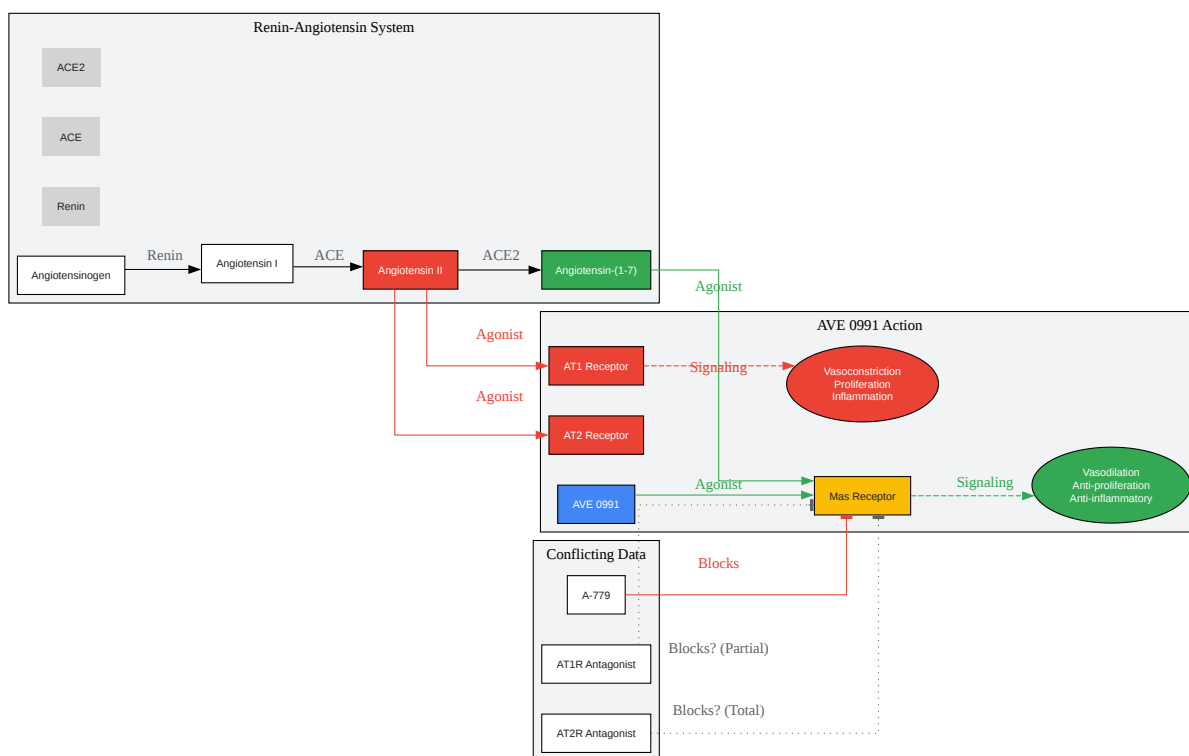 Renin-Angiotensin System
ACE2
ACE
Renin
Angiotensinogen
Renin
Angiotensin I
ACE
Angiotensin II
ACE2
Angiotensin-(1-7)
Agonist
AVE 0991 Action
Agonist
AT1 Receptor
Signaling
Vasoconstriction
Proliferation
Inflammation
Agonist
AT2 Receptor
AVE 0991
Agonist
Mas Receptor
Signaling
Vasodilation
Anti-proliferation
Anti-inflammatory
Conflicting Data
A-779
Blocks
AT1R Antagonist
Blocks? (Partial)
AT2R Antagonist
Blocks? (Total)